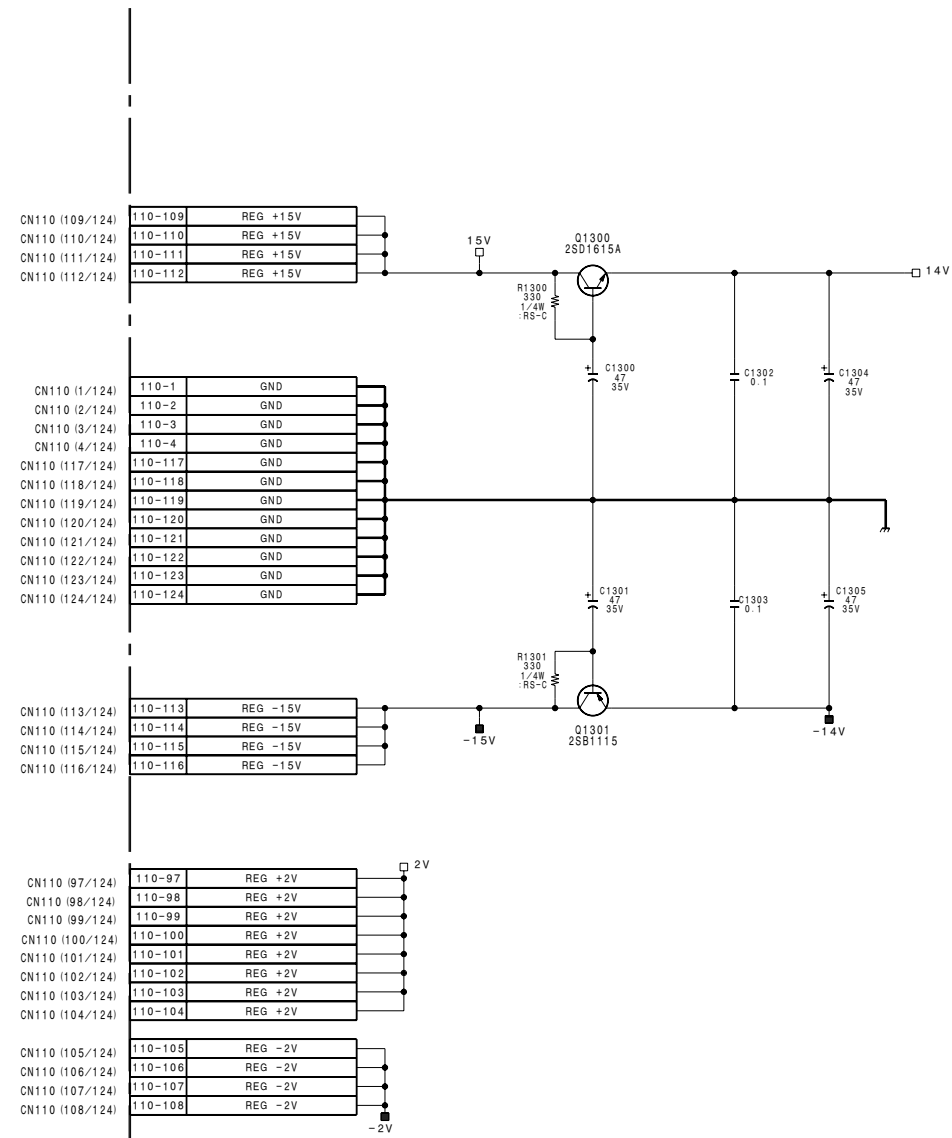 CN110 (109/124) 110-109 REG +15V
CN110 (110/124) 110-110 REG +15V
CN110 (111/124) 110-111 REG +15V
CN110 (112/124) 110-112 REG +15V
15V
Q1300
2SD1615A
14V
R1300
330
1/4W
:RS-C
+ C1300
47
35V
C1302
0.1
+ C1304
47
35V
CN110 (1/124) 110-1 GND
CN110 (2/124) 110-2 GND
CN110 (3/124) 110-3 GND
CN110 (4/124) 110-4 GND
CN110 (117/124) 110-117 GND
CN110 (118/124) 110-118 GND
CN110 (119/124) 110-119 GND
CN110 (120/124) 110-120 GND
CN110 (121/124) 110-121 GND
CN110 (122/124) 110-122 GND
CN110 (123/124) 110-123 GND
CN110 (124/124) 110-124 GND
+ C1301
47
35V
C1303
0.1
+ C1305
47
35V
R1301
330
1/4W
:RS-C
CN110 (113/124) 110-113 REG -15V
CN110 (114/124) 110-114 REG -15V
CN110 (115/124) 110-115 REG -15V
CN110 (116/124) 110-116 REG -15V
-15V
Q1301
2SB1115
-14V
2V
CN110 (97/124) 110-97 REG +2V
CN110 (98/124) 110-98 REG +2V
CN110 (99/124) 110-99 REG +2V
CN110 (100/124) 110-100 REG +2V
CN110 (101/124) 110-101 REG +2V
CN110 (102/124) 110-102 REG +2V
CN110 (103/124) 110-103 REG +2V
CN110 (104/124) 110-104 REG +2V
CN110 (105/124) 110-105 REG -2V
CN110 (106/124) 110-106 REG -2V
CN110 (107/124) 110-107 REG -2V
CN110 (108/124) 110-108 REG -2V
-2V